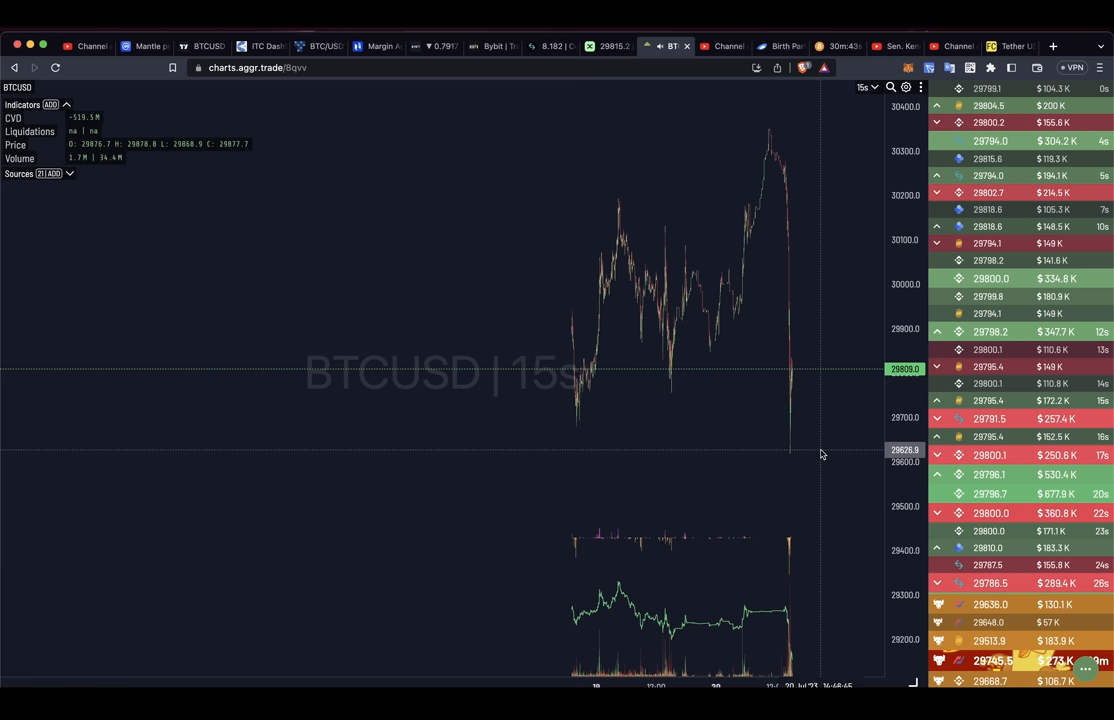 Channel
Mantle p
BTCUSD
ITC Dash
BTC/USD
Margin A
0.7917
Bybit | Tr
8.182 | C
29815.2
BTC
Channel
Birth Par
30m:43s
Sen. Ken
Channel
Tether U
charts.aggr.trade/8qvv
VPN
BTCUSD
15s
Indicators ADD
CVD -519.5 M
Liquidations na | na
Price O: 29876.7 H: 29878.8 L: 29868.9 C: 29877.7
Volume 1.7 M | 34.4 M
Sources 21 | ADD
BTCUSD | 15s
30400.0
30300.0
30200.0
30100.0
30000.0
29900.0
29809.0
29700.0
29626.9
29600.0
29500.0
29400.0
29300.0
29200.0
19
12:00
20
20 Jul '23 14:46:45
29799.1 $ 104.3 K 0s
29804.5 $ 200 K
29800.2 $ 155.6 K
29794.0 $ 304.2 K 4s
29815.6 $ 119.3 K
29794.0 $ 194.1 K 5s
29802.7 $ 214.5 K
29818.6 $ 105.3 K 7s
29818.6 $ 148.5 K 10s
29794.1 $ 149 K
29798.2 $ 141.6 K
29800.0 $ 334.8 K
29799.8 $ 180.9 K
29794.1 $ 149 K
29798.2 $ 347.7 K 12s
29800.1 $ 110.6 K 13s
29795.4 $ 149 K
29800.1 $ 110.8 K 14s
29795.4 $ 172.2 K 15s
29791.5 $ 257.4 K
29795.4 $ 152.5 K 16s
29800.1 $ 250.6 K 17s
29796.1 $ 530.4 K
29796.7 $ 677.9 K 20s
29800.0 $ 360.8 K 22s
29800.0 $ 171.1 K 23s
29810.0 $ 183.3 K
29787.5 $ 155.8 K 24s
29786.5 $ 289.4 K 26s
29636.0 $ 130.1 K
29648.0 $ 57 K
29513.9 $ 183.9 K
29745.5 $ 273 K
29668.7 $ 106.7 K